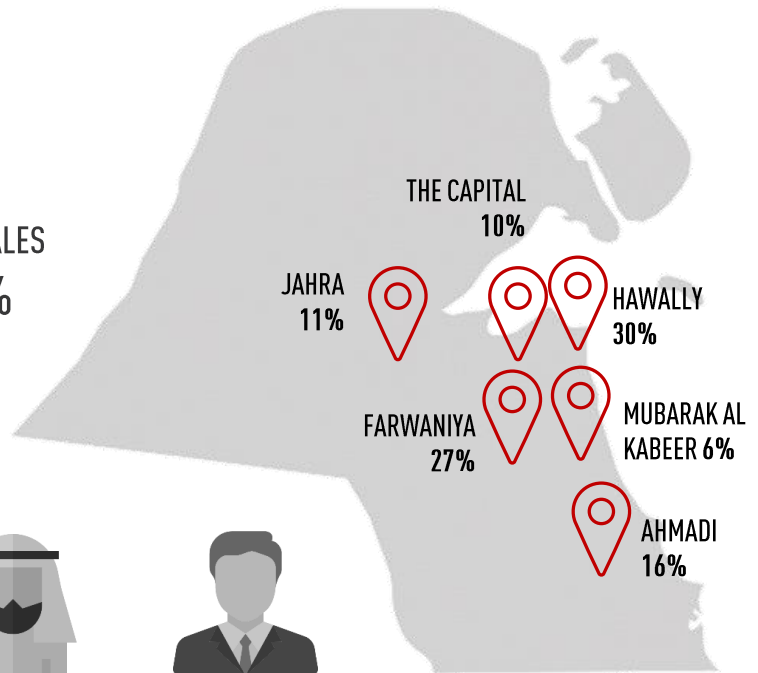 THE CAPITAL
10%
JAHRA
11%
HAWALLY
30%
FARWANIYA
27%
MUBARAK AL
KABEER 6%
AHMADI
16%